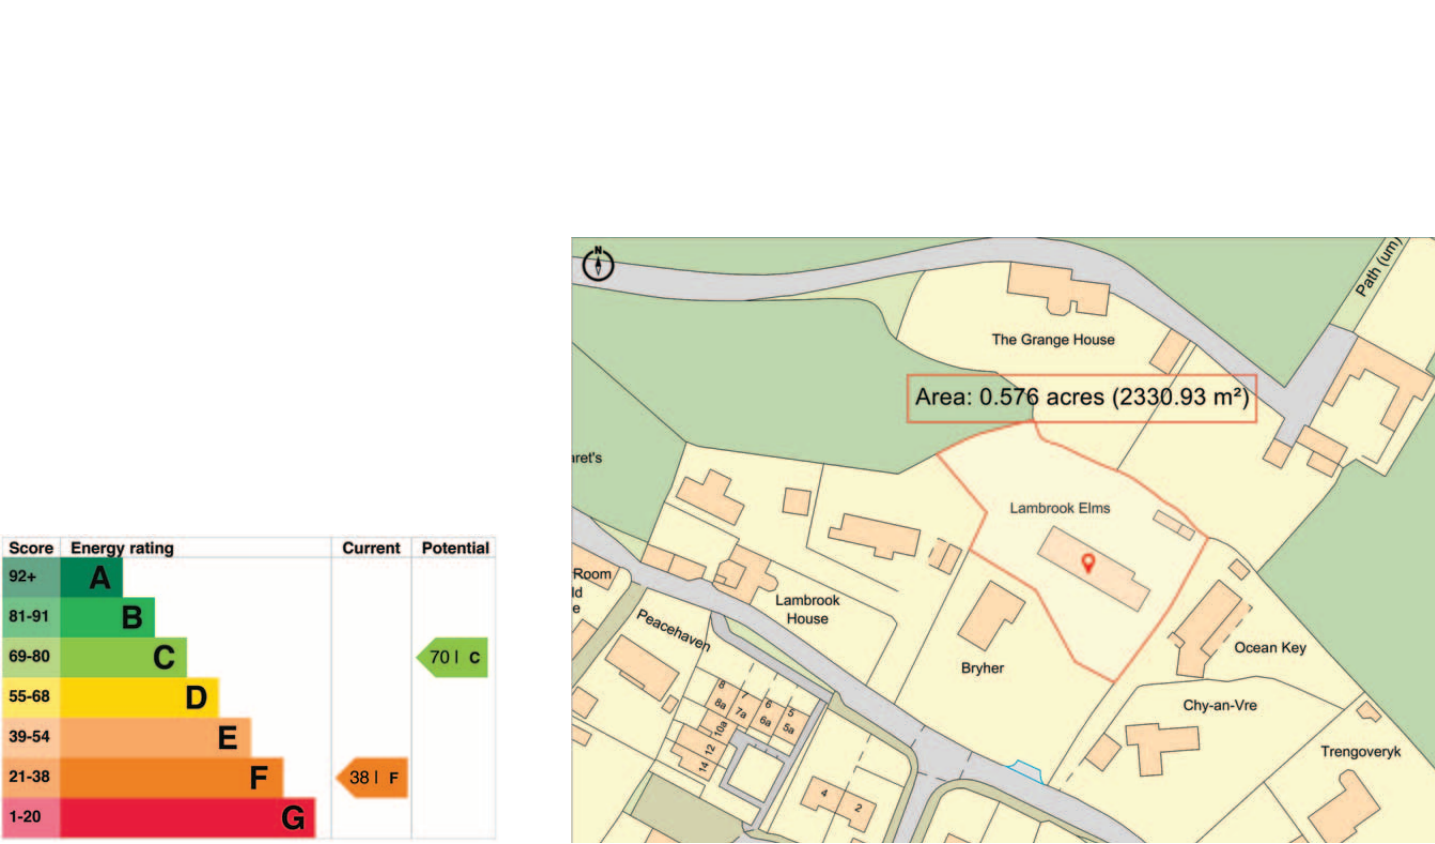 Score Energy rating Current Potential
92+ A
81-91 B
69-80 C 70 | C
55-68 D
39-54 E
21-38 F 38 | F
1-20 G
N
Path (um)
The Grange House
Area: 0.576 acres (2330.93 m²)
Lambrook Elms
Room
Lambrook
House
Peacehaven
Bryher
Ocean Key
Chy-an-Vre
Trengoveryk
8
7
6
5
8a
7a
6a
5a
10a
12
14
4
2